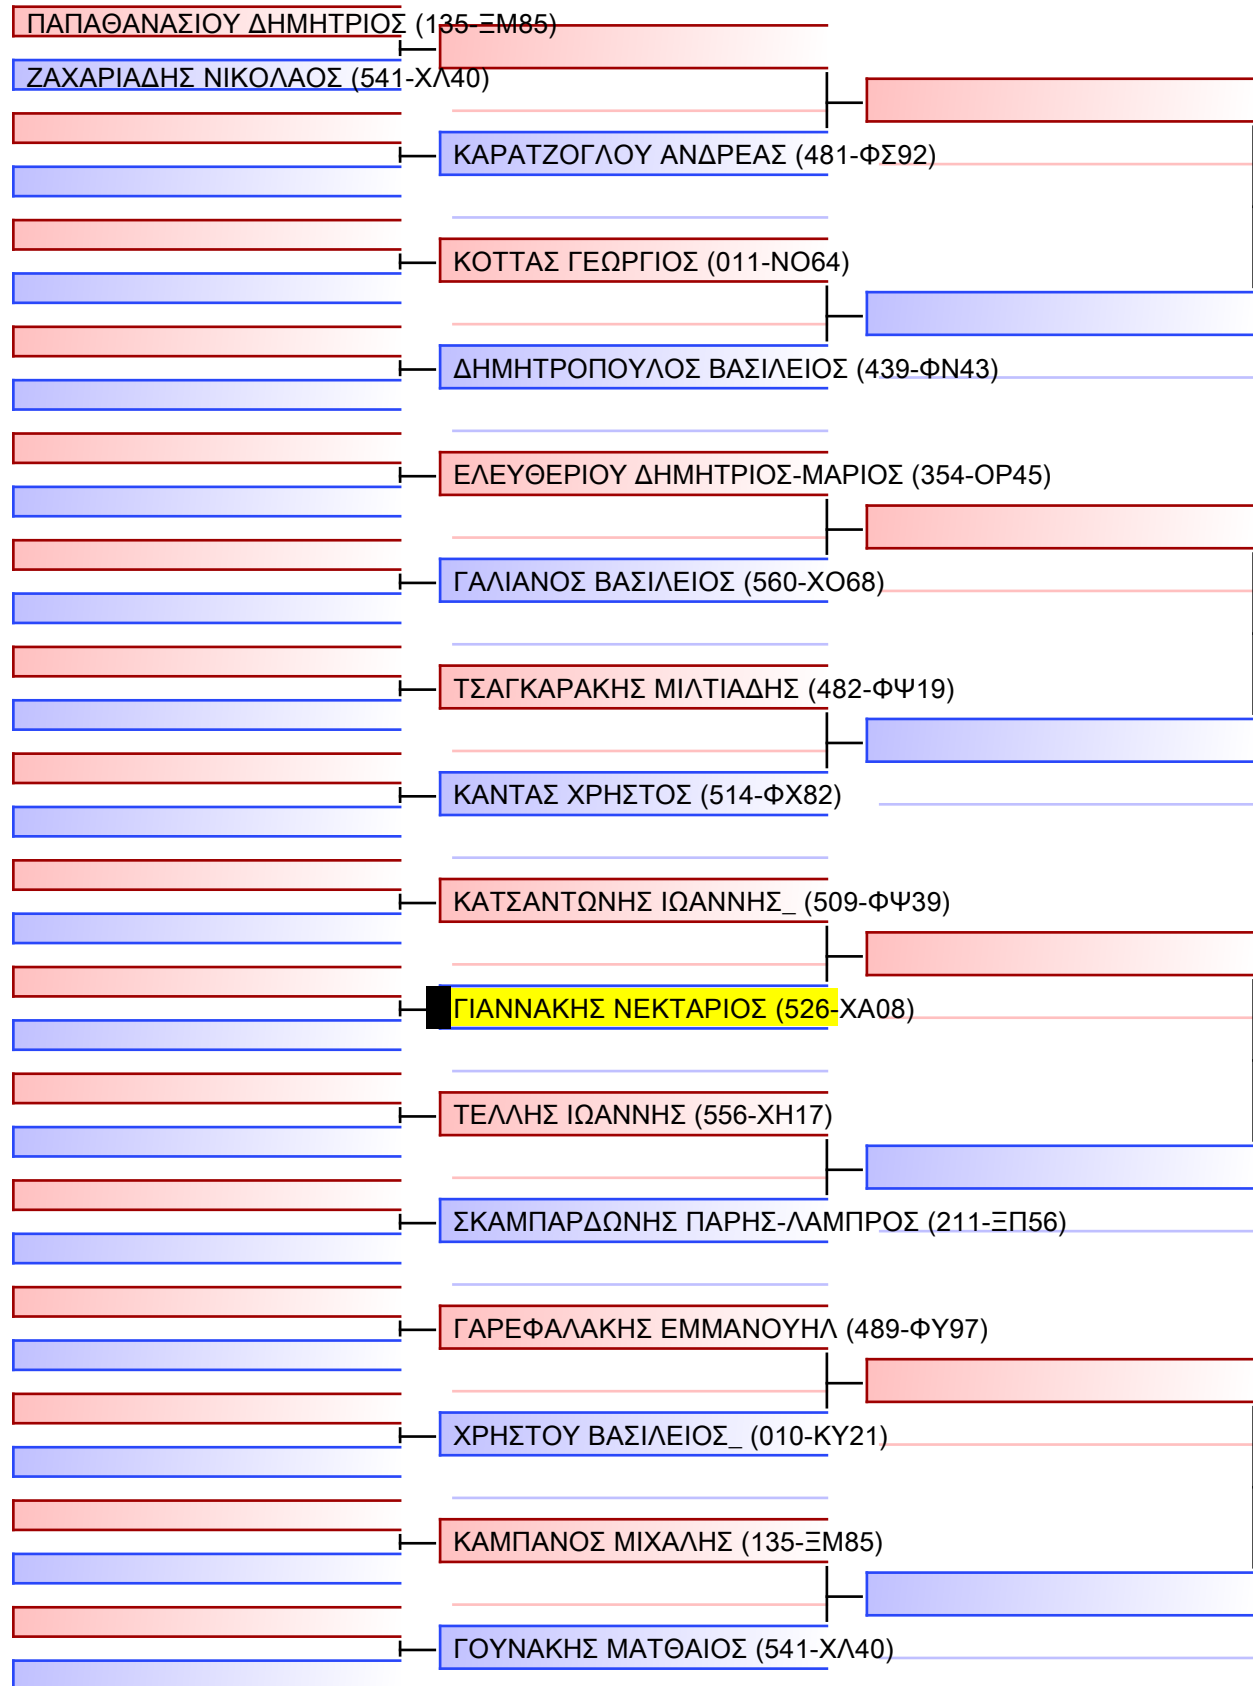 ΠΑΠΑΘΑΝΑΣΙΟΥ ΔΗΜΗΤΡΙΟΣ (135-ΞΜ85)
ΖΑΧΑΡΙΑΔΗΣ ΝΙΚΟΛΑΟΣ (541-ΧΛ40)
ΚΑΡΑΤΖΟΓΛΟΥ ΑΝΔΡΕΑΣ (481-ΦΣ92)
ΚΟΤΤΑΣ ΓΕΩΡΓΙΟΣ (011-ΝΟ64)
ΔΗΜΗΤΡΟΠΟΥΛΟΣ ΒΑΣΙΛΕΙΟΣ (439-ΦΝ43)
ΕΛΕΥΘΕΡΙΟΥ ΔΗΜΗΤΡΙΟΣ-ΜΑΡΙΟΣ (354-ΟΡ45)
ΓΑΛΙΑΝΟΣ ΒΑΣΙΛΕΙΟΣ (560-ΧΟ68)
ΤΣΑΓΚΑΡΑΚΗΣ ΜΙΛΤΙΑΔΗΣ (482-ΦΨ19)
ΚΑΝΤΑΣ ΧΡΗΣΤΟΣ (514-ΦΧ82)
ΚΑΤΣΑΝΤΩΝΗΣ ΙΩΑΝΝΗΣ_ (509-ΦΨ39)
ΓΙΑΝΝΑΚΗΣ ΝΕΚΤΑΡΙΟΣ (526-ΧΑ08)
ΤΕΛΛΗΣ ΙΩΑΝΝΗΣ (556-ΧΗ17)
ΣΚΑΜΠΑΡΔΩΝΗΣ ΠΑΡΗΣ-ΛΑΜΠΡΟΣ (211-ΞΠ56)
ΓΑΡΕΦΑΛΑΚΗΣ ΕΜΜΑΝΟΥΗΛ (489-ΦΥ97)
ΧΡΗΣΤΟΥ ΒΑΣΙΛΕΙΟΣ_ (010-ΚΥ21)
ΚΑΜΠΑΝΟΣ ΜΙΧΑΛΗΣ (135-ΞΜ85)
ΓΟΥΝΑΚΗΣ ΜΑΤΘΑΙΟΣ (541-ΧΛ40)